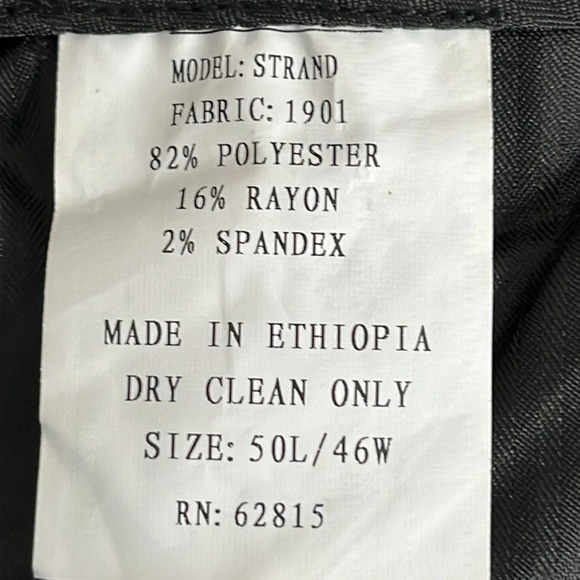 MODEL: STRAND
FABRIC: 1901
82% POLYESTER
16% RAYON
2% SPANDEX
MADE IN ETHIOPIA
DRY CLEAN ONLY
SIZE: 50L/46W
RN: 62815